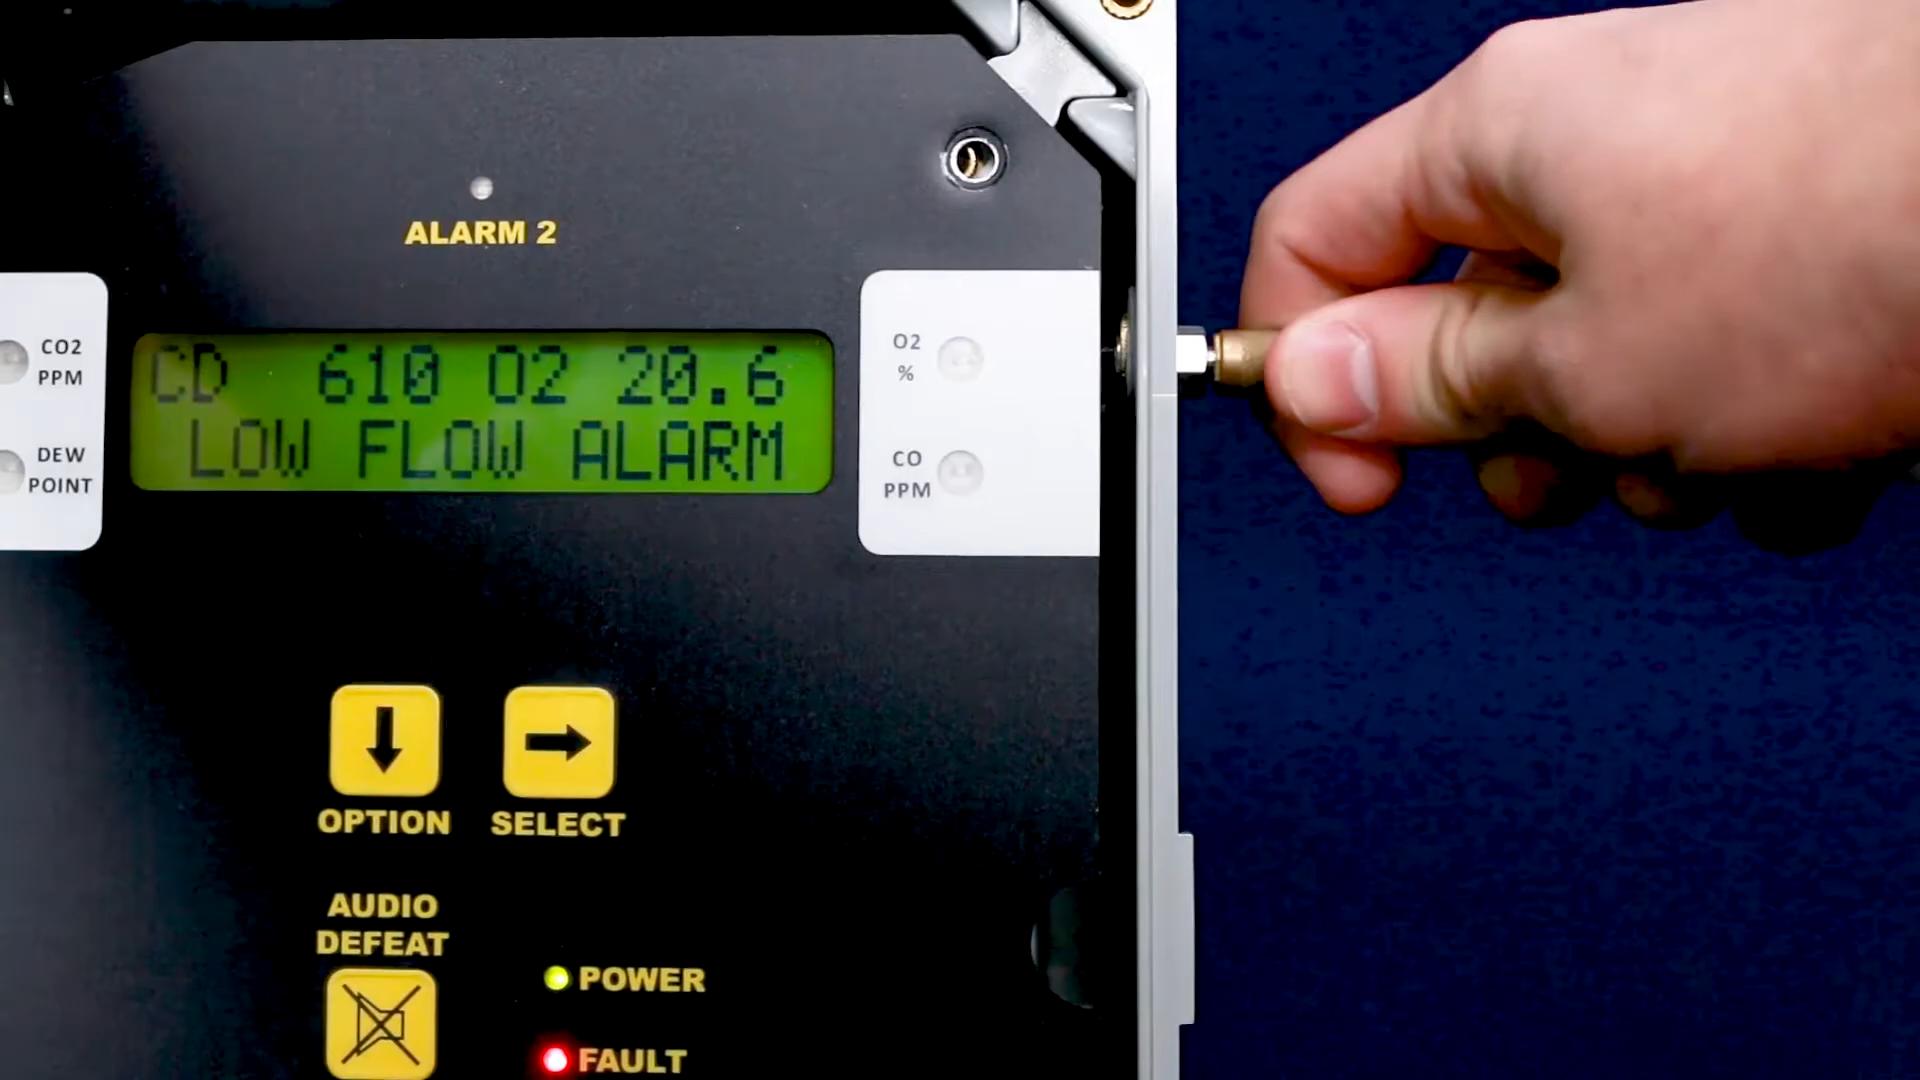 ALARM 2
CO2
PPM
DEW
POINT
CD 610 O2 20.6
LOW FLOW ALARM
O2
%
CO
PPM
OPTION
SELECT
AUDIO
DEFEAT
POWER
FAULT